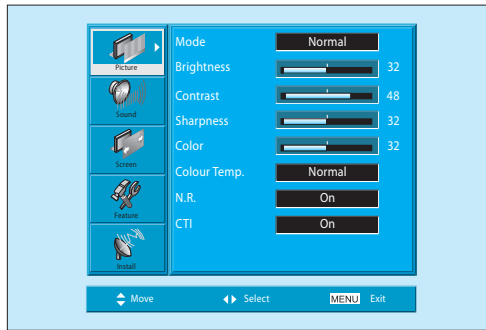 Picture
Sound
Screen
Feature
Install
Mode Normal
Brightness 32
Contrast 48
Sharpness 32
Color 32
Colour Temp. Normal
N.R. On
CTI On
Move Select MENU Exit